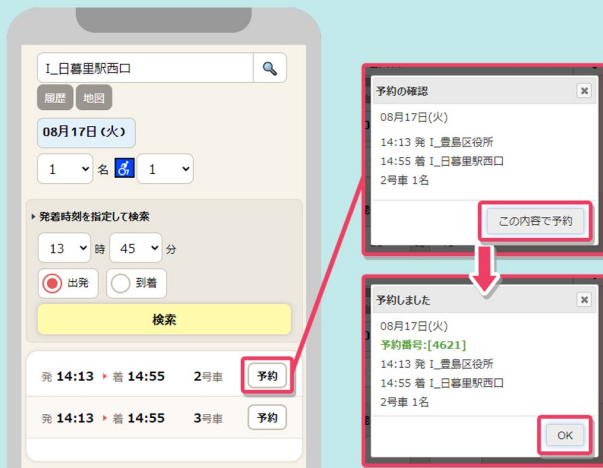 I_日暮里駅西口
履歴 地図
08月17日(火)
1 名 1
発着時刻を指定して検索
13 時 45 分
出発 到着
検索
発 14:13 着 14:55 2号車 予約
発 14:13 着 14:55 3号車 予約
予約の確認
08月17日(火)
14:13 発 I_豊島区役所
14:55 着 I_日暮里駅西口
2号車 1名
この内容で予約
予約しました
08月17日(火)
予約番号:[4621]
14:13 発 I_豊島区役所
14:55 着 I_日暮里駅西口
2号車 1名
OK